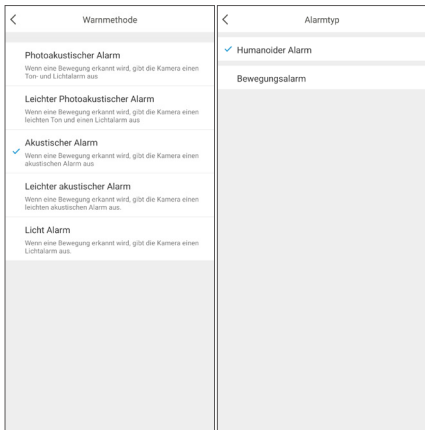 Warnmethode
Photoakustischer Alarm
Wenn eine Bewegung erkannt wird, gibt die Kamera einen
Ton- und Lichtalarm aus
Leichter Photoakustischer Alarm
Wenn eine Bewegung erkannt wird, gibt die Kamera einen
leichten Ton und einen Lichtalarm aus
Akustischer Alarm
Wenn eine Bewegung erkannt wird, gibt die Kamera einen
akustischen Alarm aus
Leichter akustischer Alarm
Wenn eine Bewegung erkannt wird, gibt die Kamera einen
leichten akustischen Alarm aus.
Licht Alarm
Wenn eine Bewegung erkannt wird, gibt die Kamera einen
Lichtalarm aus.
Alarmtyp
Humanoider Alarm
Bewegungsalarm